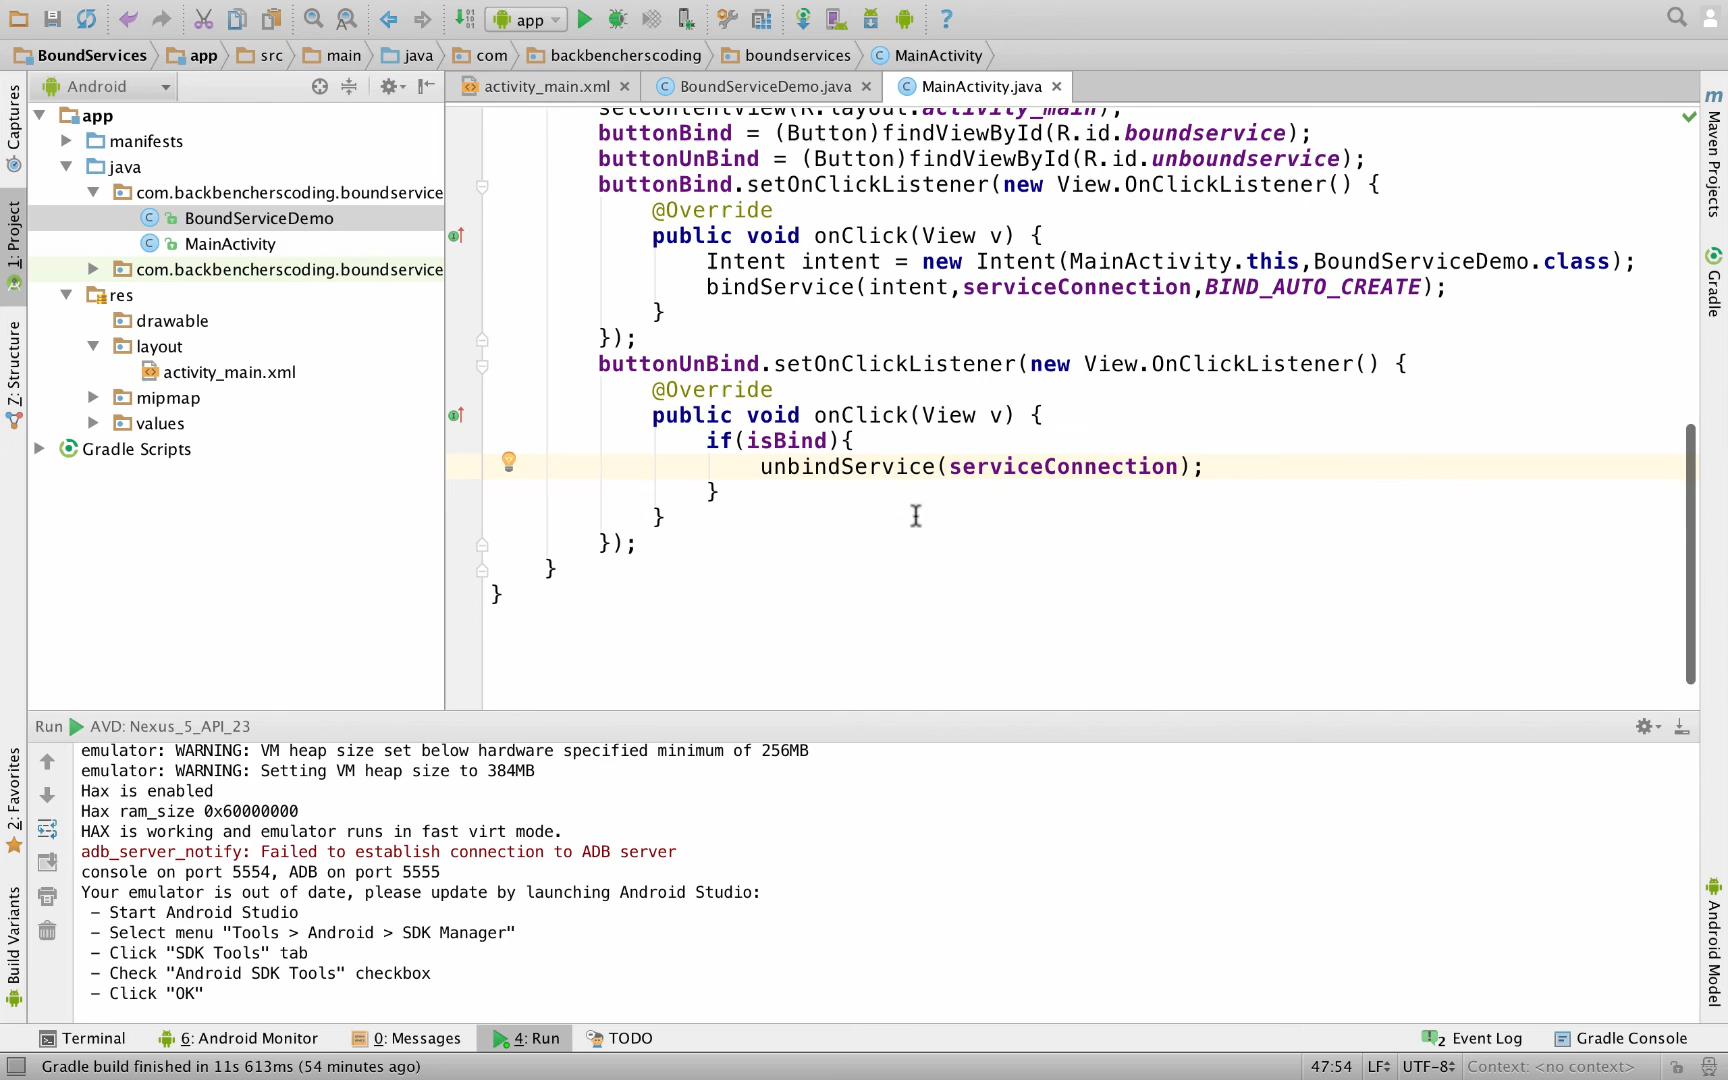 app
BoundServices app src main java com backbencherscoding boundservices MainActivity
Android
activity_main.xml BoundServiceDemo.java MainActivity.java
app
manifests
java
com.backbencherscoding.boundservice
BoundServiceDemo
MainActivity
com.backbencherscoding.boundservice
res
drawable
layout
activity_main.xml
mipmap
values
Gradle Scripts
setContentView(R.layout.activity_main);
buttonBind = (Button)findViewById(R.id.boundservice);
buttonUnBind = (Button)findViewById(R.id.unboundservice);
buttonBind.setOnClickListener(new View.OnClickListener() {
@Override
public void onClick(View v) {
Intent intent = new Intent(MainActivity.this,BoundServiceDemo.class);
bindService(intent,serviceConnection,BIND_AUTO_CREATE);
}
});
buttonUnBind.setOnClickListener(new View.OnClickListener() {
@Override
public void onClick(View v) {
if(isBind){
unbindService(serviceConnection);
}
}
});
}
}
Captures
1: Project
Z: Structure
2: Favorites
Build Variants
m Maven Projects
Gradle
Android Model
Run AVD: Nexus_5_API_23
emulator: WARNING: VM heap size set below hardware specified minimum of 256MB
emulator: WARNING: Setting VM heap size to 384MB
Hax is enabled
Hax ram_size 0x60000000
HAX is working and emulator runs in fast virt mode.
adb_server_notify: Failed to establish connection to ADB server
console on port 5554, ADB on port 5555
Your emulator is out of date, please update by launching Android Studio:
– Start Android Studio
– Select menu "Tools > Android > SDK Manager"
– Click "SDK Tools" tab
– Check "Android SDK Tools" checkbox
– Click "OK"
Terminal 6: Android Monitor 0: Messages 4: Run TODO 2 Event Log Gradle Console
Gradle build finished in 11s 613ms (54 minutes ago) 47:54 LF UTF-8 Context: <no context>